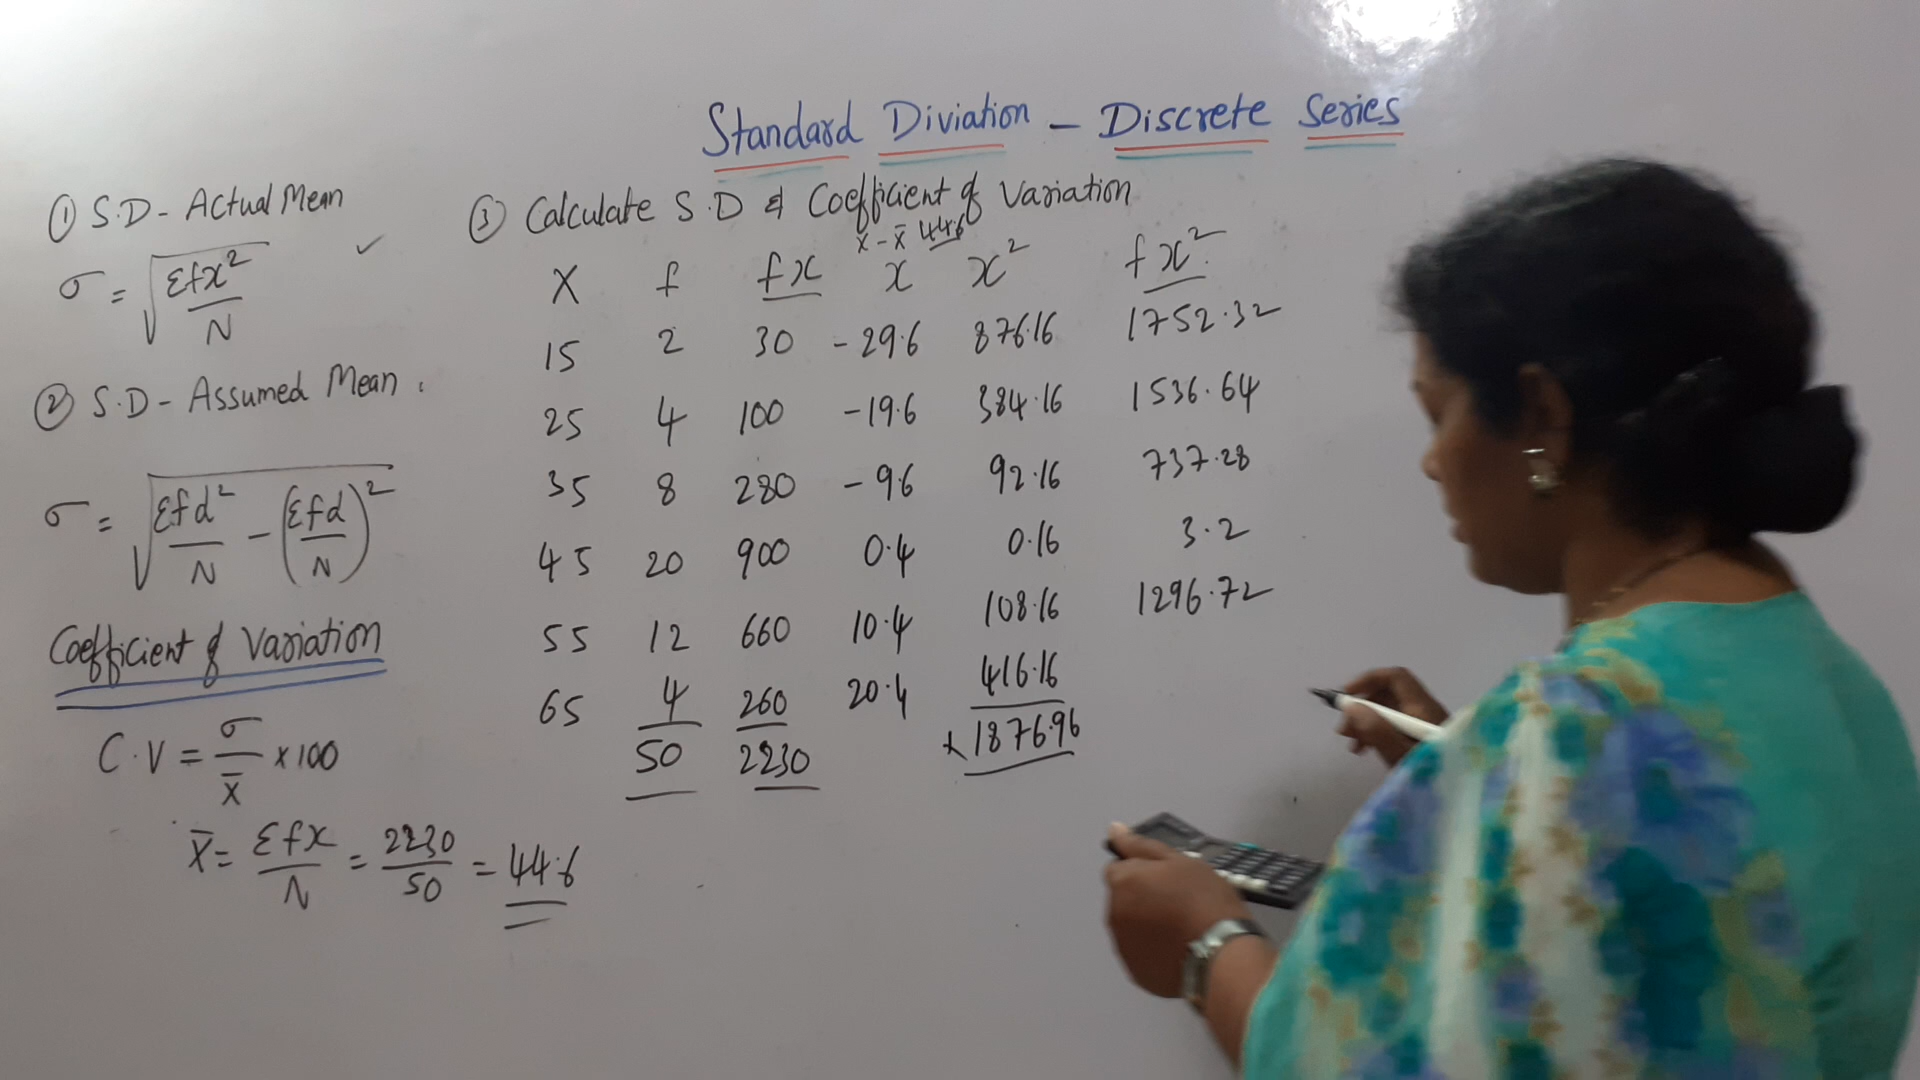 Standard Diviation - Discrete Series
① S.D - Actual Mean
σ = √(Σfx²/N)
② S.D - Assumed Mean.
σ = √(Σfd²/N - (Σfd/N)²)
Coefficient of Variation
C.V = σ/x̄ × 100
x̄ = Σfx/N = 2230/50 = 44.6
③ Calculate S.D & Coefficient of Variation
x - x̄ 44.6
X f fx x x² fx²
15 2 30 -29.6 876.16 1752.32
25 4 100 -19.6 384.16 1536.64
35 8 280 -9.6 92.16 737.28
45 20 900 0.4 0.16 3.2
55 12 660 10.4 108.16 1296.72
65 4 260 20.4 416.16
50 2230 1876.96